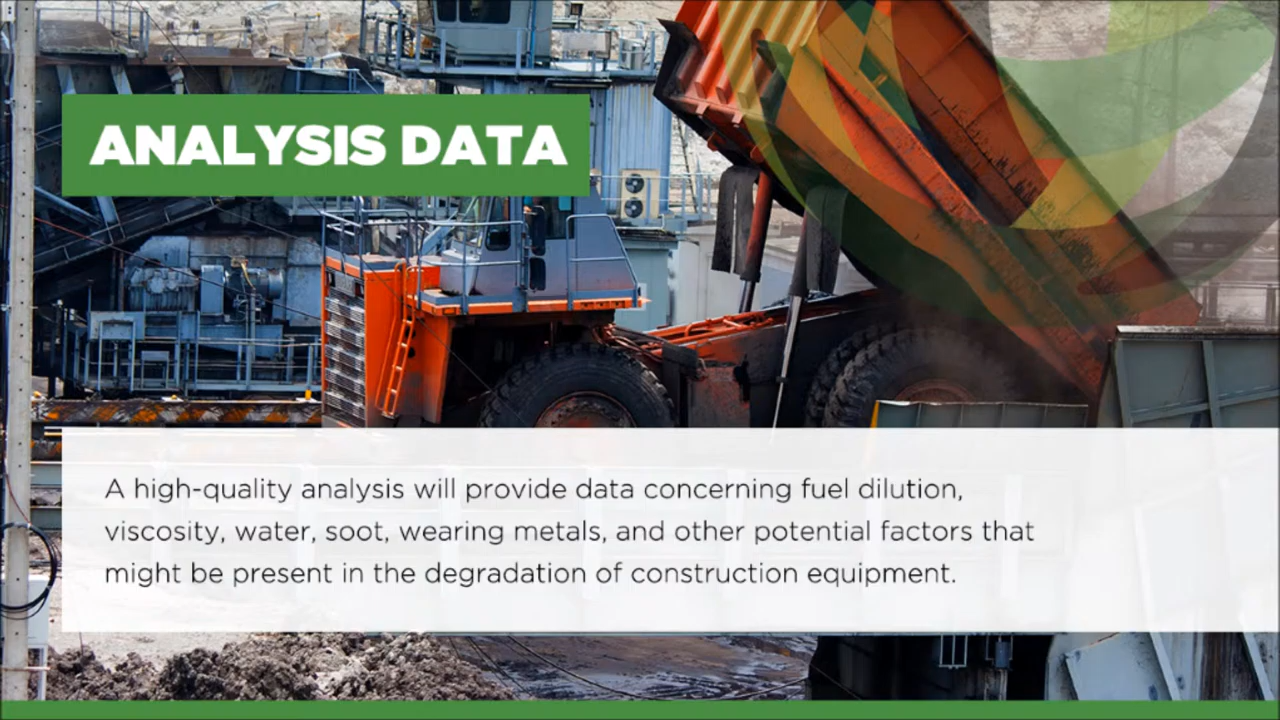 ANALYSIS DATA
A high-quality analysis will provide data concerning fuel dilution,
viscosity, water, soot, wearing metals, and other potential factors that
might be present in the degradation of construction equipment.